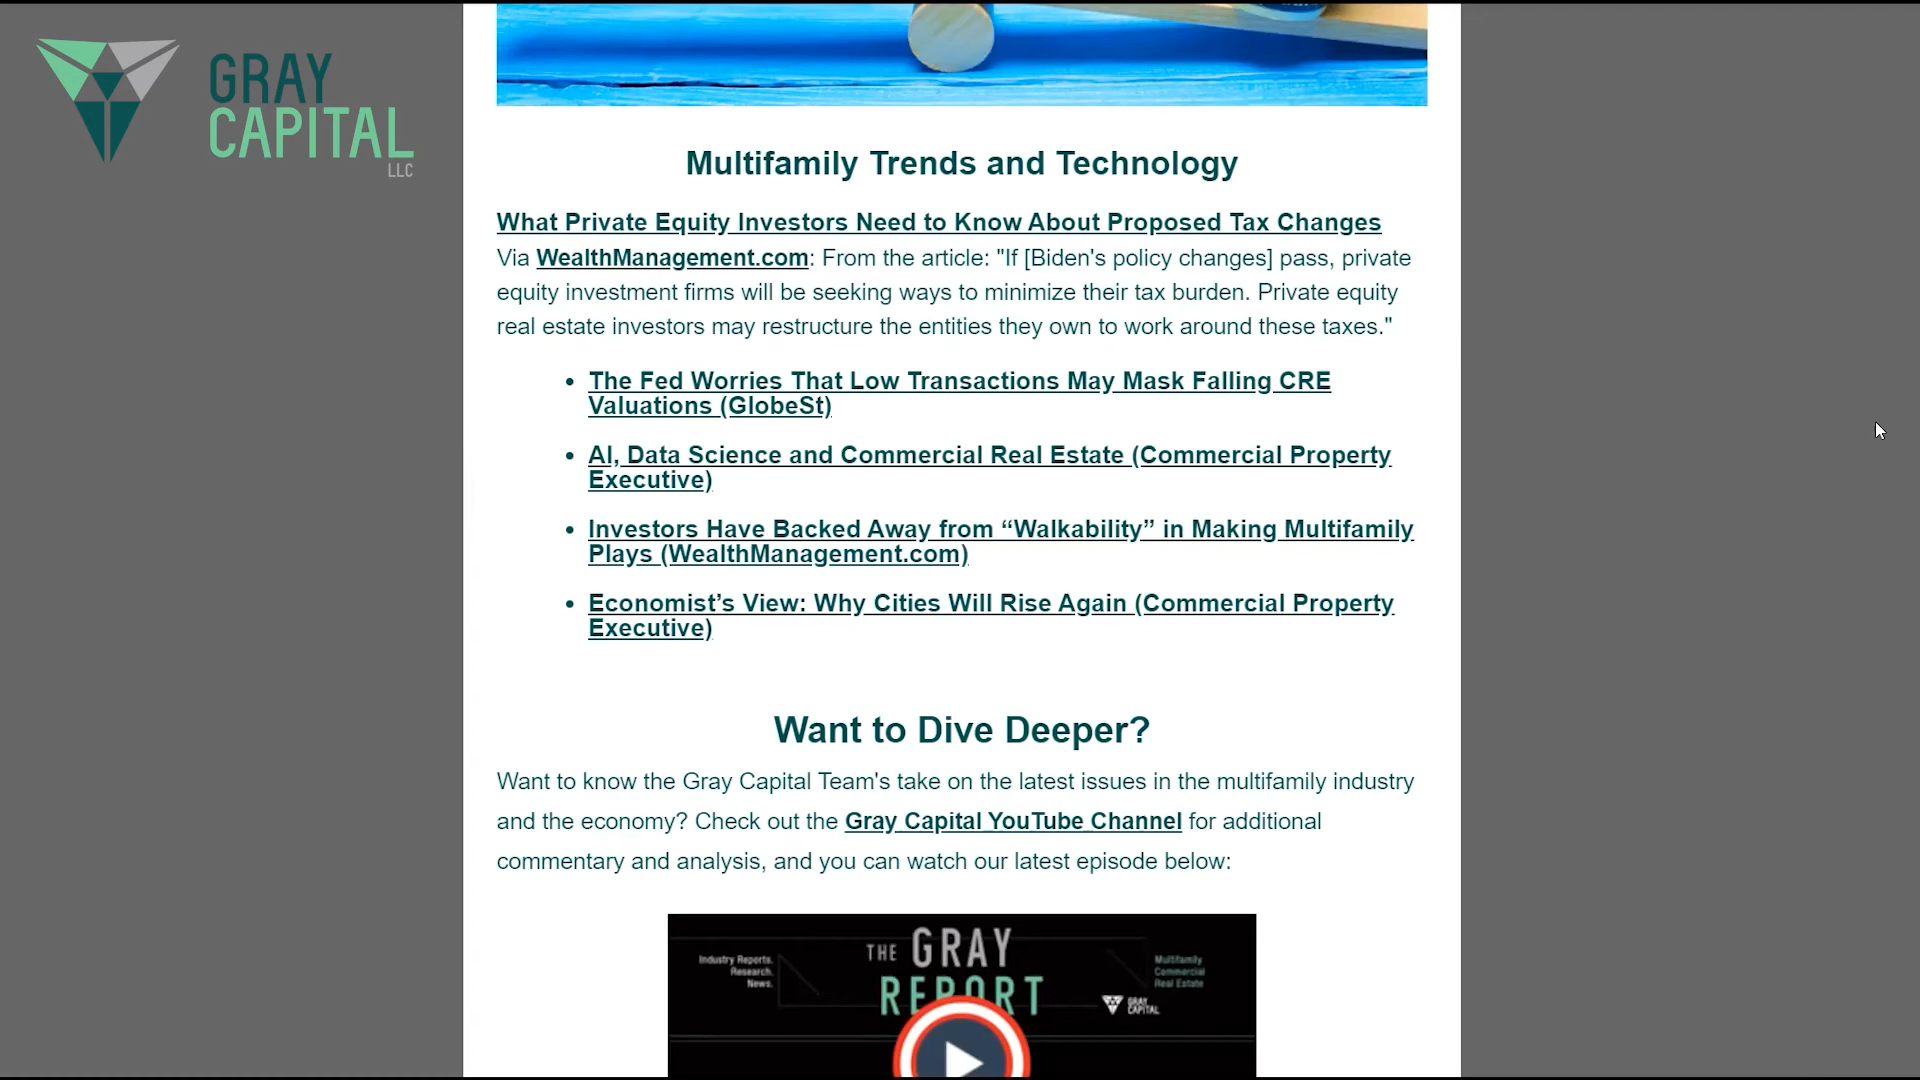 GRAY
CAPITAL
LLC
Multifamily Trends and Technology
What Private Equity Investors Need to Know About Proposed Tax Changes
Via WealthManagement.com: From the article: "If [Biden's policy changes] pass, private
equity investment firms will be seeking ways to minimize their tax burden. Private equity
real estate investors may restructure the entities they own to work around these taxes."
• The Fed Worries That Low Transactions May Mask Falling CRE
Valuations (GlobeSt)
• AI, Data Science and Commercial Real Estate (Commercial Property
Executive)
• Investors Have Backed Away from “Walkability” in Making Multifamily
Plays (WealthManagement.com)
• Economist’s View: Why Cities Will Rise Again (Commercial Property
Executive)
Want to Dive Deeper?
Want to know the Gray Capital Team's take on the latest issues in the multifamily industry
and the economy? Check out the Gray Capital YouTube Channel for additional
commentary and analysis, and you can watch our latest episode below:
Industry Reports.
Research.
News.
THE GRAY
REPORT
Multifamily
Commercial
Real Estate
GRAY
CAPITAL